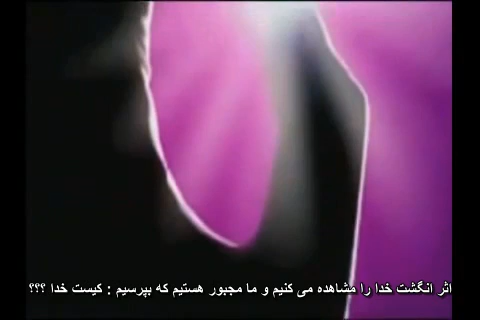 اثر انگشت خدا را مشاهده می کنیم و ما مجبور هستیم که بپرسیم : کیست خدا ؟؟؟